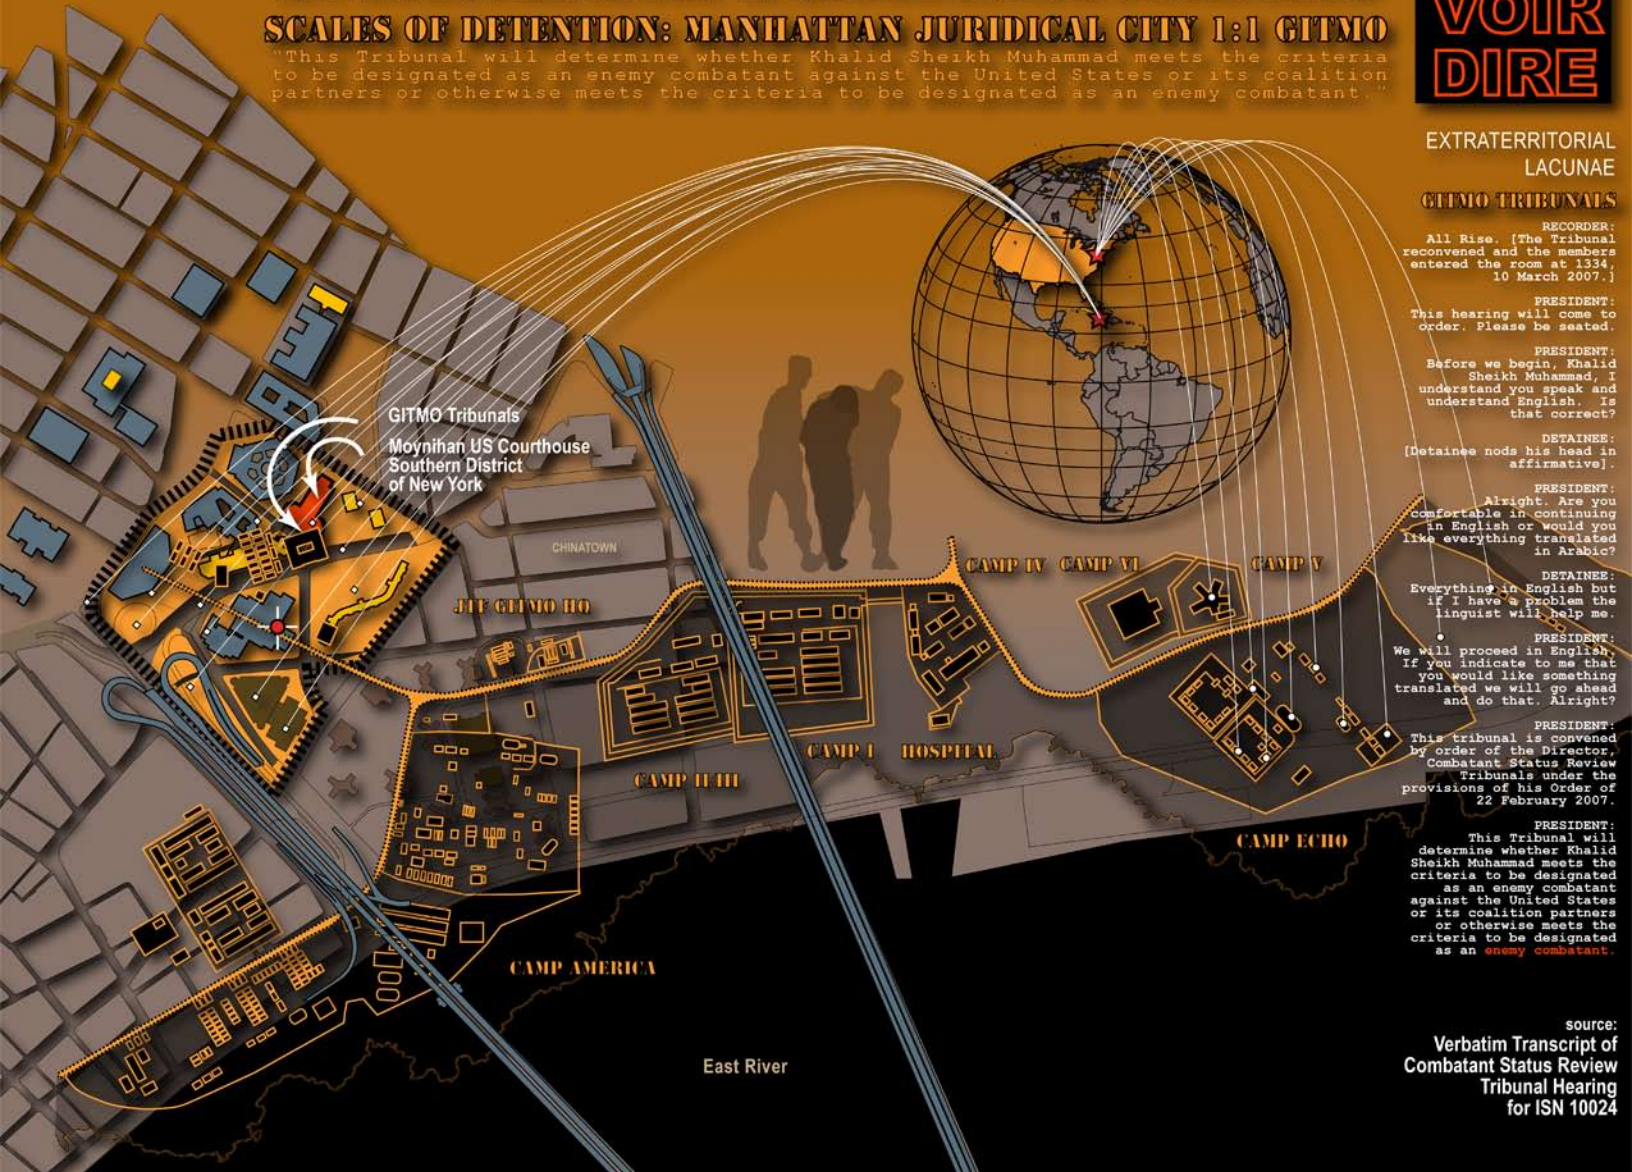 SCALES OF DETENTION: MANHATTAN JURIDICAL CITY 1:1 GITMO
"This Tribunal will determine whether Khalid Sheikh Muhammad meets the criteria
to be designated as an enemy combatant against the United States or its coalition
partners or otherwise meets the criteria to be designated as an enemy combatant."
VOIR
DIRE
EXTRATERRITORIAL
LACUNAE
GITMO TRIBUNALS
RECORDER:
All Rise. [The Tribunal
reconvened and the members
entered the room at 1334,
10 March 2007.]
PRESIDENT:
This hearing will come to
order. Please be seated.
PRESIDENT:
Before we begin, Khalid
Sheikh Muhammad, I
understand you speak and
understand English. Is
that correct?
DETAINEE:
[Detainee nods his head in
affirmative].
PRESIDENT:
Alright. Are you
comfortable in continuing
in English or would you
like everything translated
in Arabic?
DETAINEE:
Everything in English but
if I have a problem the
linguist will help me.
PRESIDENT:
We will proceed in English.
If you indicate to me that
you would like something
translated we will go ahead
and do that. Alright?
PRESIDENT:
This tribunal is convened
by order of the Director,
Combatant Status Review
Tribunals under the
provisions of his Order of
22 February 2007.
PRESIDENT:
This Tribunal will
determine whether Khalid
Sheikh Muhammad meets the
criteria to be designated
as an enemy combatant
against the United States
or its coalition partners
or otherwise meets the
criteria to be designated
as an enemy combatant.
source:
Verbatim Transcript of
Combatant Status Review
Tribunal Hearing
for ISN 10024
GITMO Tribunals
Moynihan US Courthouse
Southern District
of New York
CHINATOWN
JTF GITMO HQ
CAMP IV
CAMP VI
CAMP V
CAMP I
HOSPITAL
CAMP II/III
CAMP ECHO
CAMP AMERICA
East River